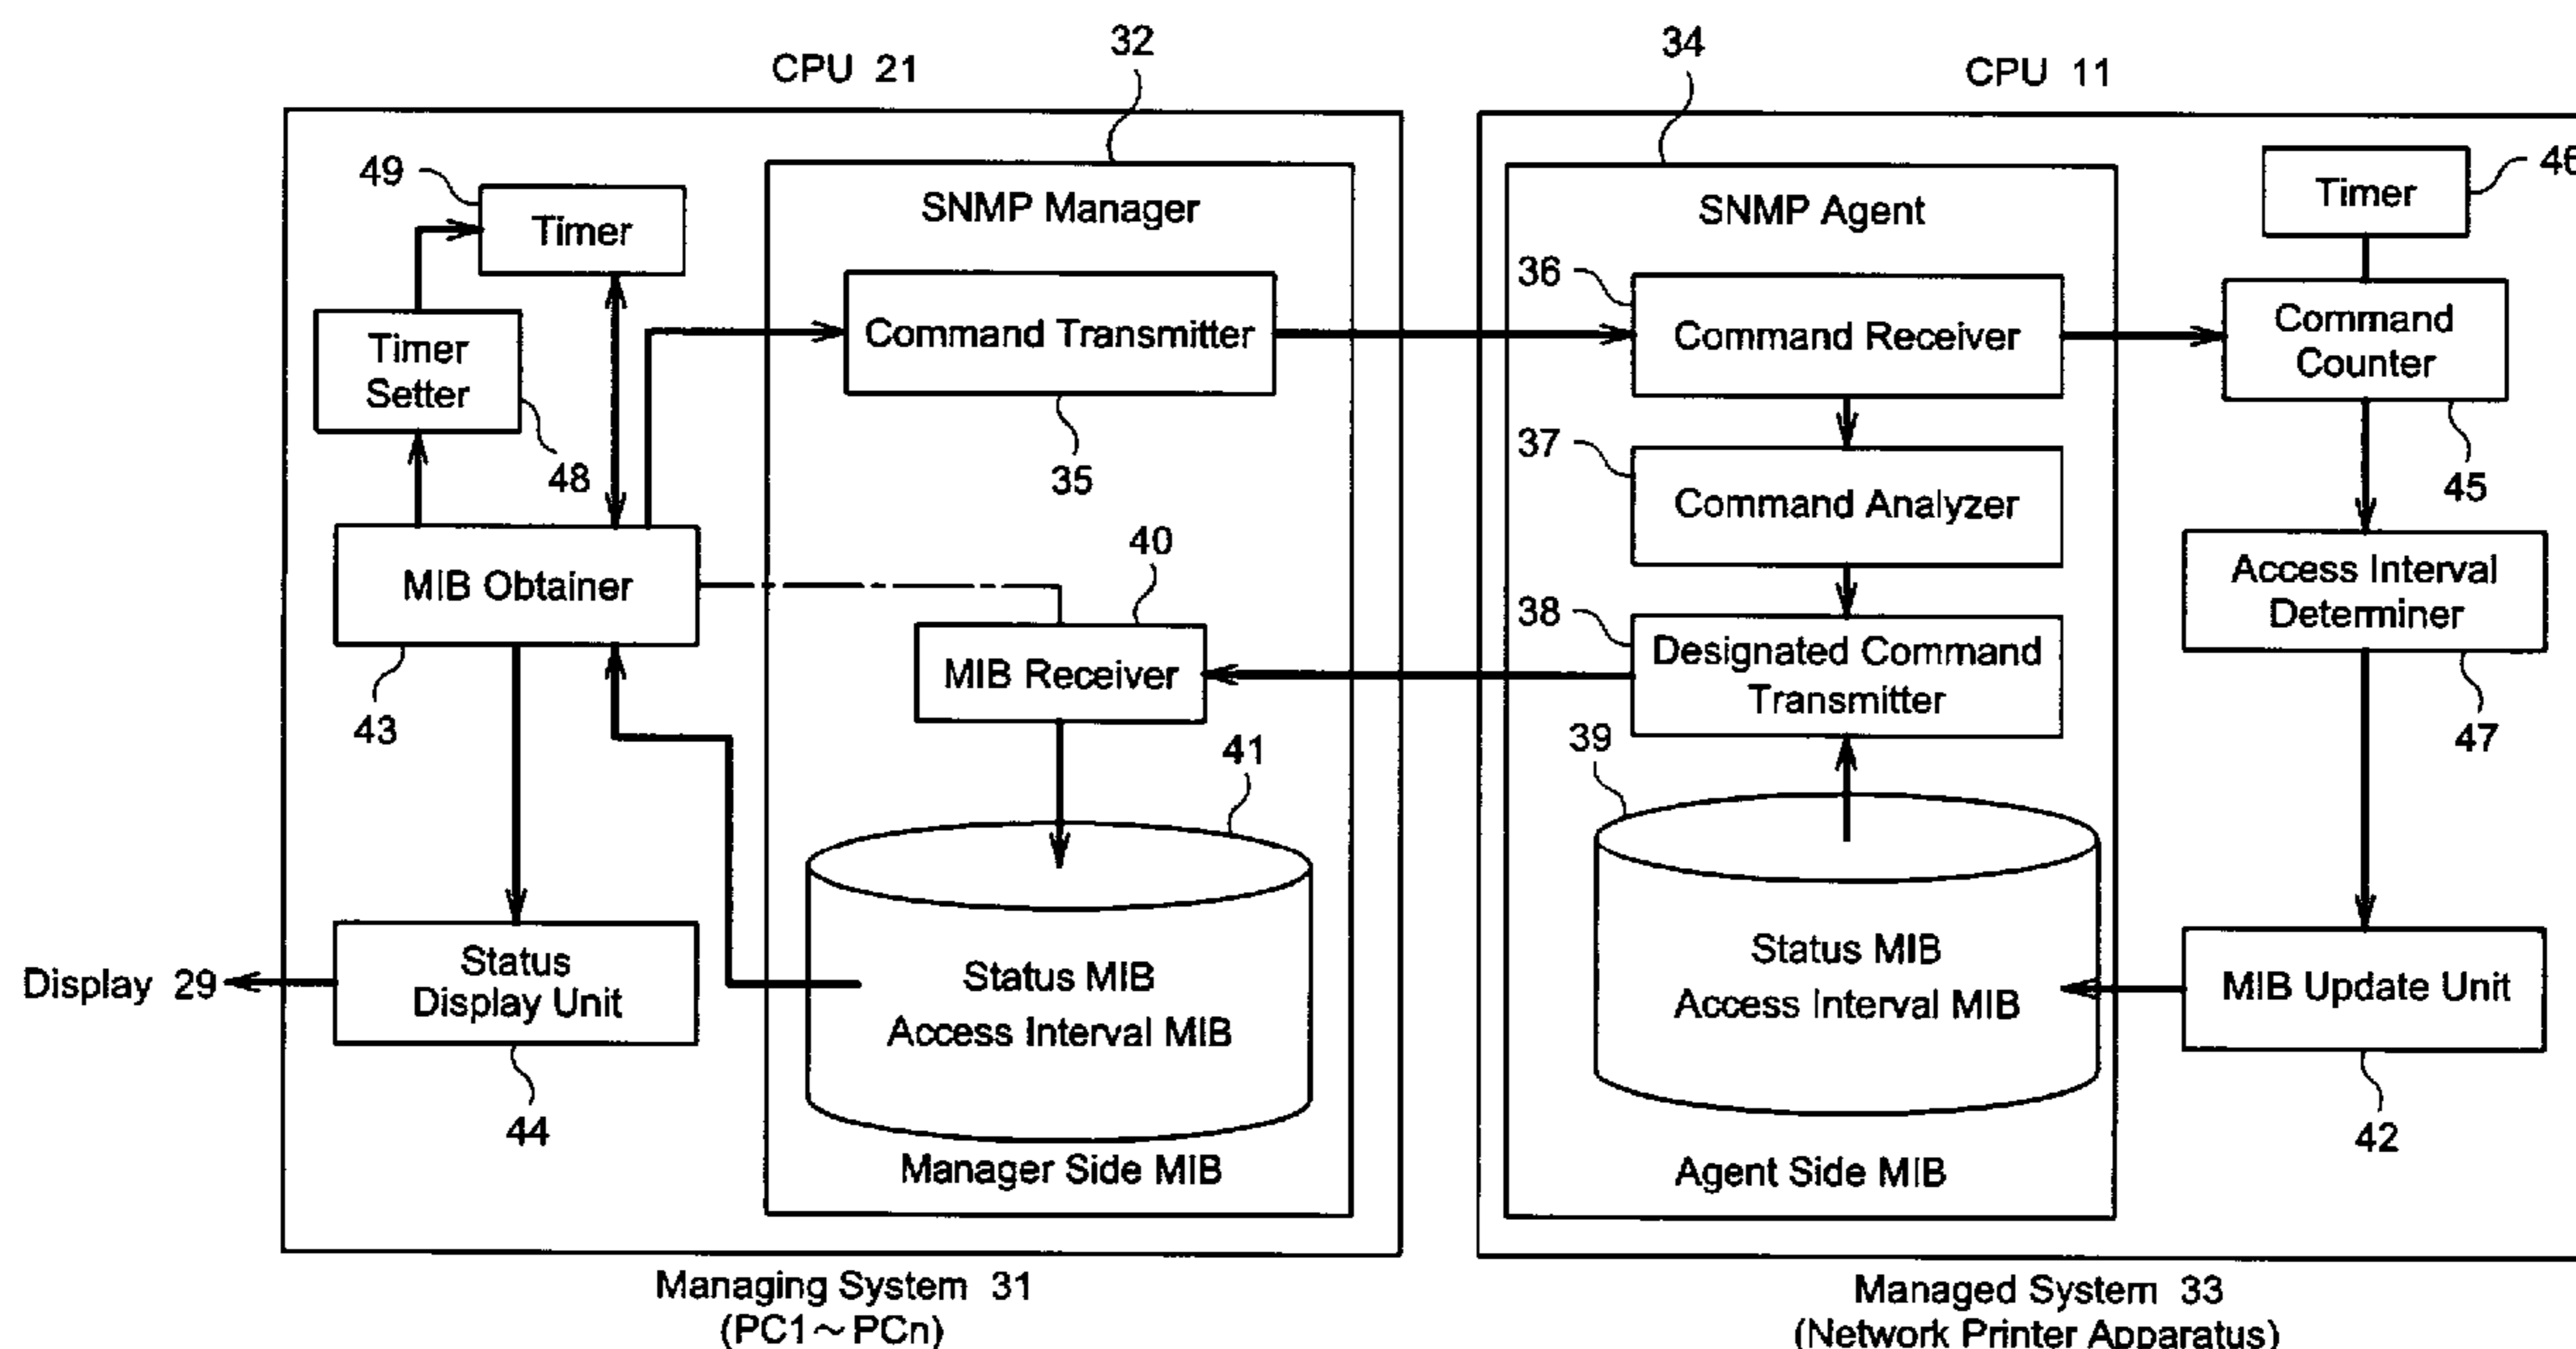 CPU 21
32
34
CPU 11
49
Timer
SNMP Manager
SNMP Agent
Timer
46
Timer
Setter
48
Command Transmitter
35
36
Command Receiver
Command
Counter
45
37
Command Analyzer
MIB Obtainer
43
40
MIB Receiver
38
Designated Command
Transmitter
Access Interval
Determiner
47
41
39
Display 29
Status
Display Unit
44
Status MIB
Access Interval MIB
Manager Side MIB
Status MIB
Access Interval MIB
Agent Side MIB
MIB Update Unit
42
Managing System 31
(PC1~PCn)
Managed System 33
(Network Printer Apparatus)